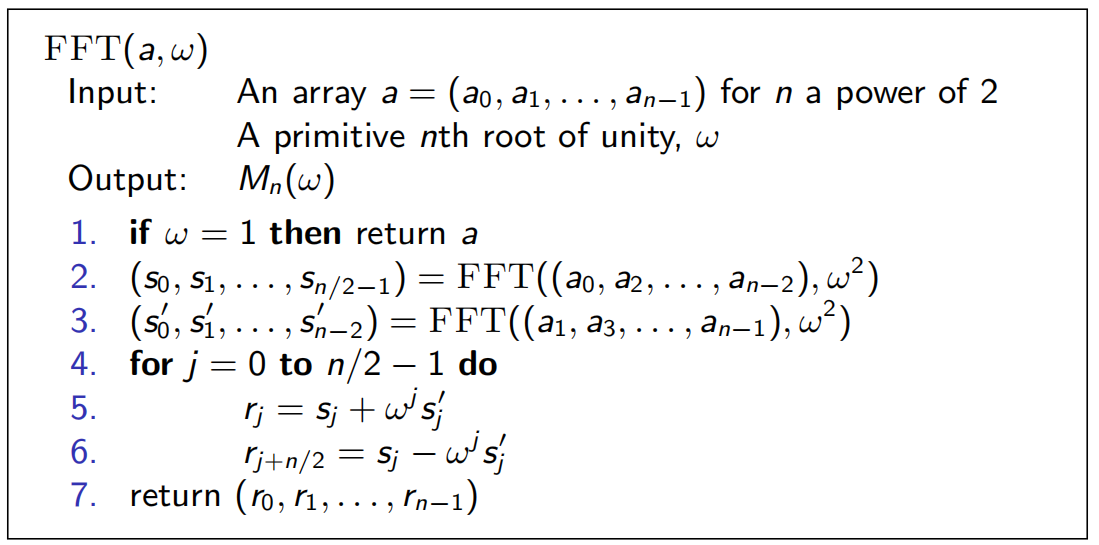 FFT(a, ω)
Input: An array a = (a₀, a₁, . . . , aₙ₋₁) for n a power of 2
A primitive nth root of unity, ω
Output: Mₙ(ω)
1. if ω = 1 then return a
2. (s₀, s₁, . . . , s_{n/2−1}) = FFT((a₀, a₂, . . . , aₙ₋₂), ω²)
3. (s′₀, s′₁, . . . , s′ₙ₋₂) = FFT((a₁, a₃, . . . , aₙ₋₁), ω²)
4. for j = 0 to n/2 − 1 do
5. rⱼ = sⱼ + ωʲs′ⱼ
6. r_{j+n/2} = sⱼ − ωʲs′ⱼ
7. return (r₀, r₁, . . . , rₙ₋₁)